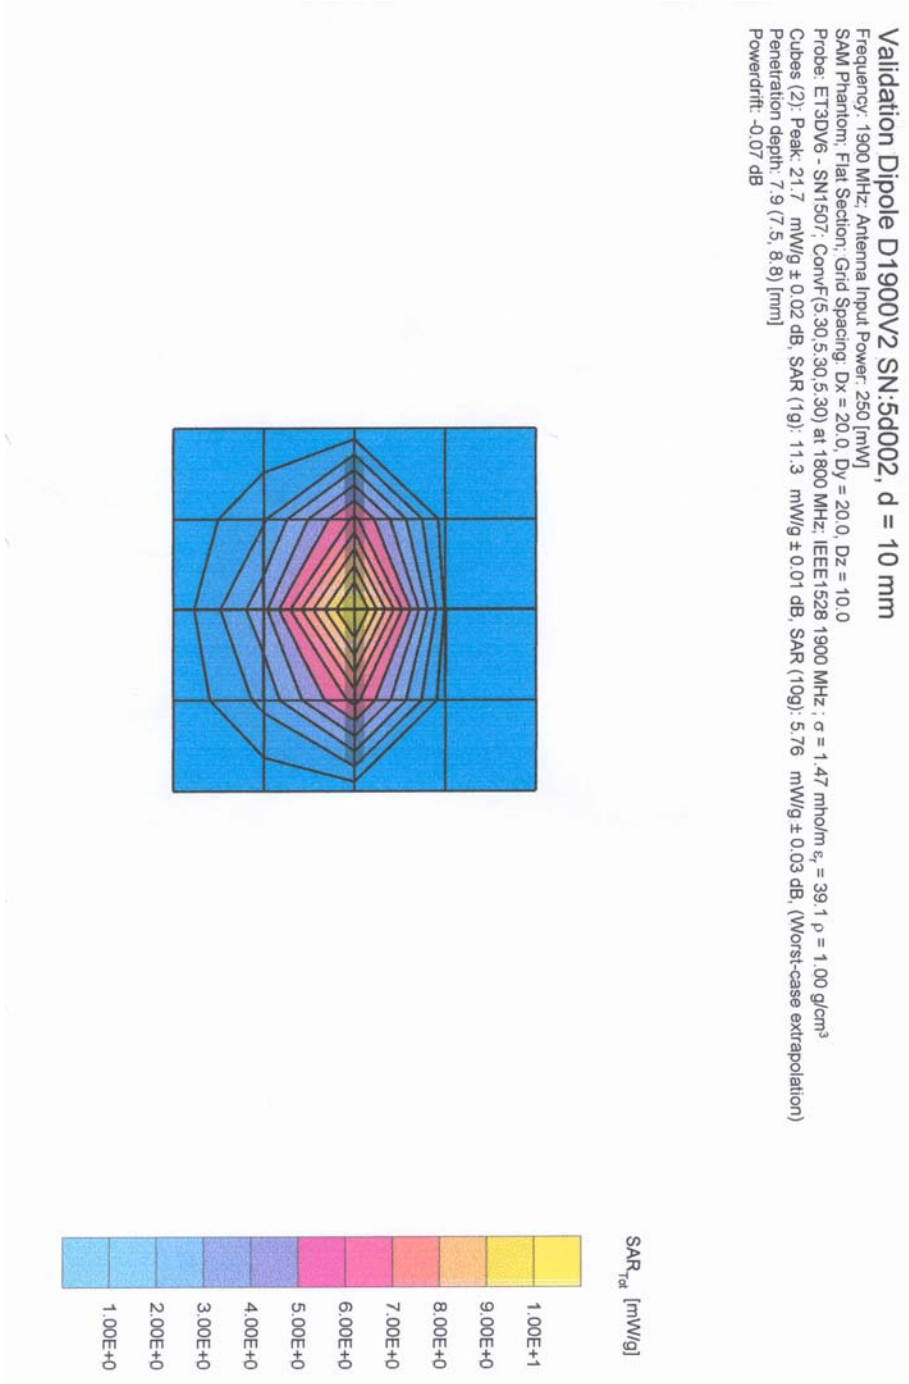 Validation Dipole D1900V2 SN:5d002, d = 10 mm
Frequency: 1900 MHz; Antenna Input Power: 250 [mW]
SAM Phantom; Flat Section; Grid Spacing: Dx = 20.0, Dy = 20.0, Dz = 10.0
Probe: ET3DV6 - SN1507; ConvF(5.30,5.30,5.30) at 1800 MHz; IEEE1528 1900 MHz ; σ = 1.47 mho/m εr = 39.1 ρ = 1.00 g/cm³
Cubes (2): Peak: 21.7 mW/g ± 0.02 dB, SAR (1g): 11.3 mW/g ± 0.01 dB, SAR (10g): 5.76 mW/g ± 0.03 dB, (Worst-case extrapolation)
Penetration depth: 7.9 (7.5, 8.8) [mm]
Powerdrift: -0.07 dB
SARTot [mW/g]
1.00E+1
9.00E+0
8.00E+0
7.00E+0
6.00E+0
5.00E+0
4.00E+0
3.00E+0
2.00E+0
1.00E+0